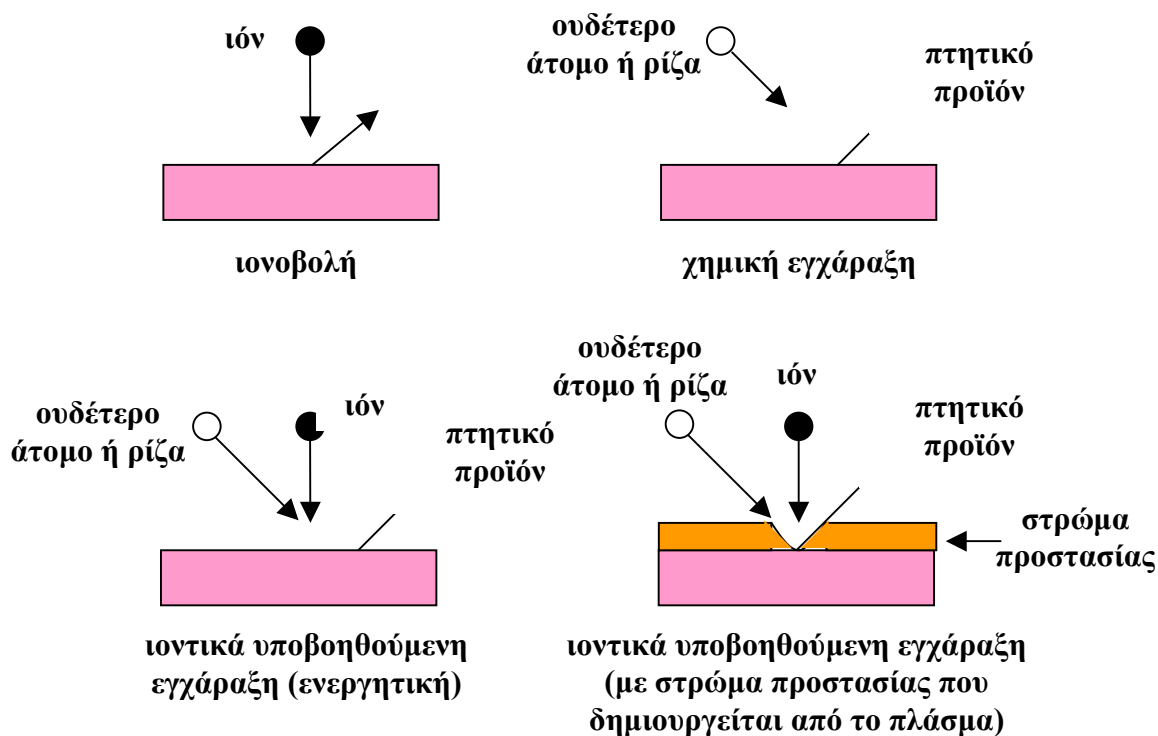 ιόν
ουδέτερο
άτομο ή ρίζα
πτητικό
προϊόν
ιονοβολή
χημική εγχάραξη
ουδέτερο
άτομο ή ρίζα
ιόν
πτητικό
προϊόν
ουδέτερο
άτομο ή ρίζα
ιόν
πτητικό
προϊόν
στρώμα
προστασίας
ιοντικά υποβοηθούμενη
εγχάραξη (ενεργητική)
ιοντικά υποβοηθούμενη εγχάραξη
(με στρώμα προστασίας που
δημιουργείται από το πλάσμα)